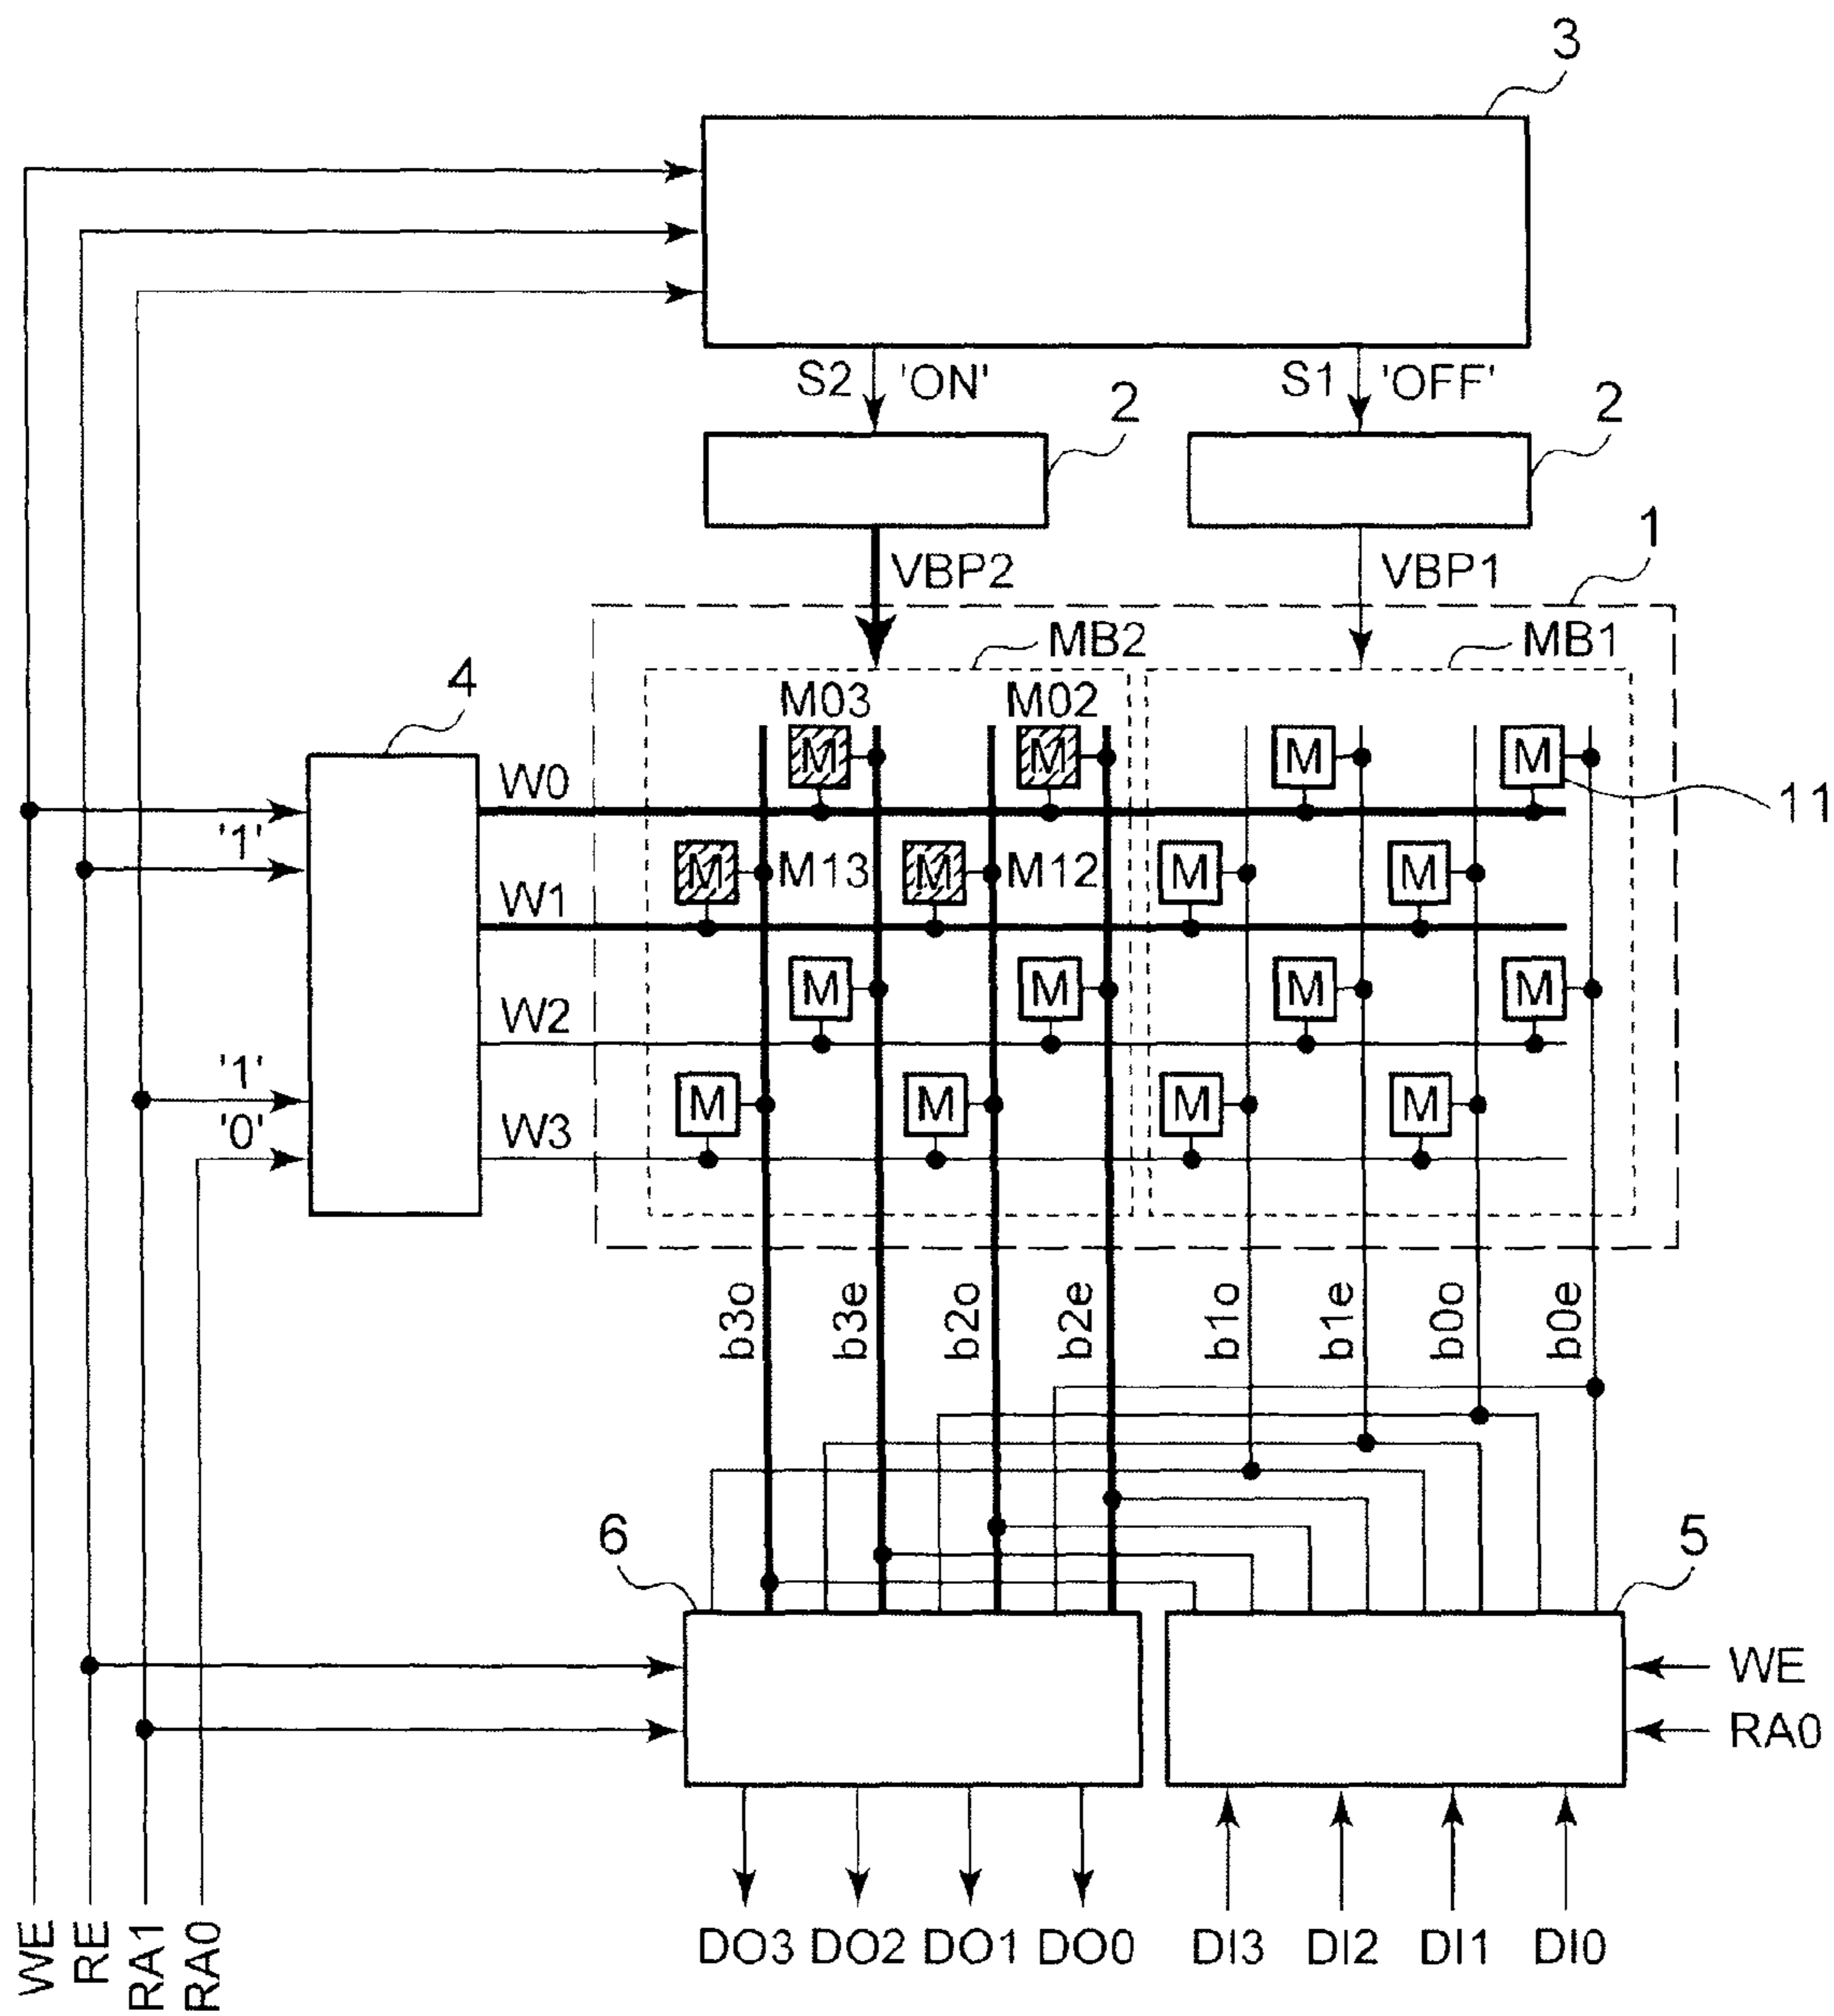 3
S2 'ON' S1 'OFF'
2 2
1
VBP2 VBP1
MB2 MB1
4
M03 M02
M M M M
W0
11
'1'
M M13 M M12 M M
W1
M M M M
W2
'1'
M M M M
'0'
W3
b3o b3e b2o b2e b1o b1e b0o b0e
6 5
WE
RA0
WE RE RA1 RA0
DO3 DO2 DO1 DO0 DI3 DI2 DI1 DI0